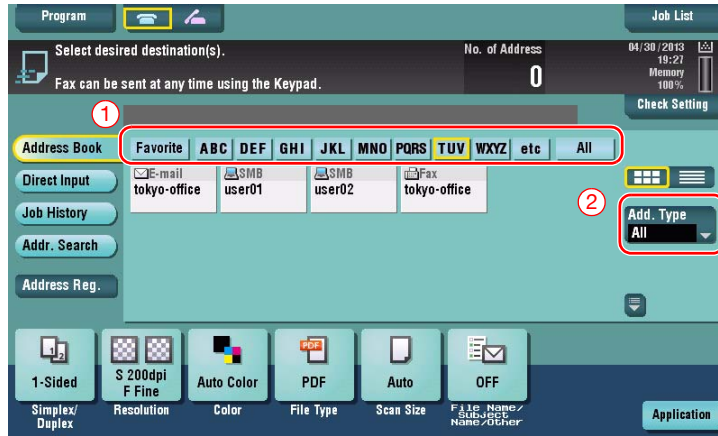 Program
Job List
Select desired destination(s).
No. of Address
04/30/2013
19:27
Fax can be sent at any time using the Keypad.
0
Memory
100%
Check Setting
1
Address Book
Favorite ABC DEF GHI JKL MNO PQRS TUV WXYZ etc All
Direct Input
E-mail
tokyo-office
SMB
user01
SMB
user02
Fax
tokyo-office
2
Job History
Add. Type
All
Addr. Search
Address Reg.
1-Sided
S 200dpi
F Fine
Auto Color
PDF
PDF
Auto
OFF
Simplex/
Duplex
Resolution
Color
File Type
Scan Size
File Name/
Subject
Name/Other
Application